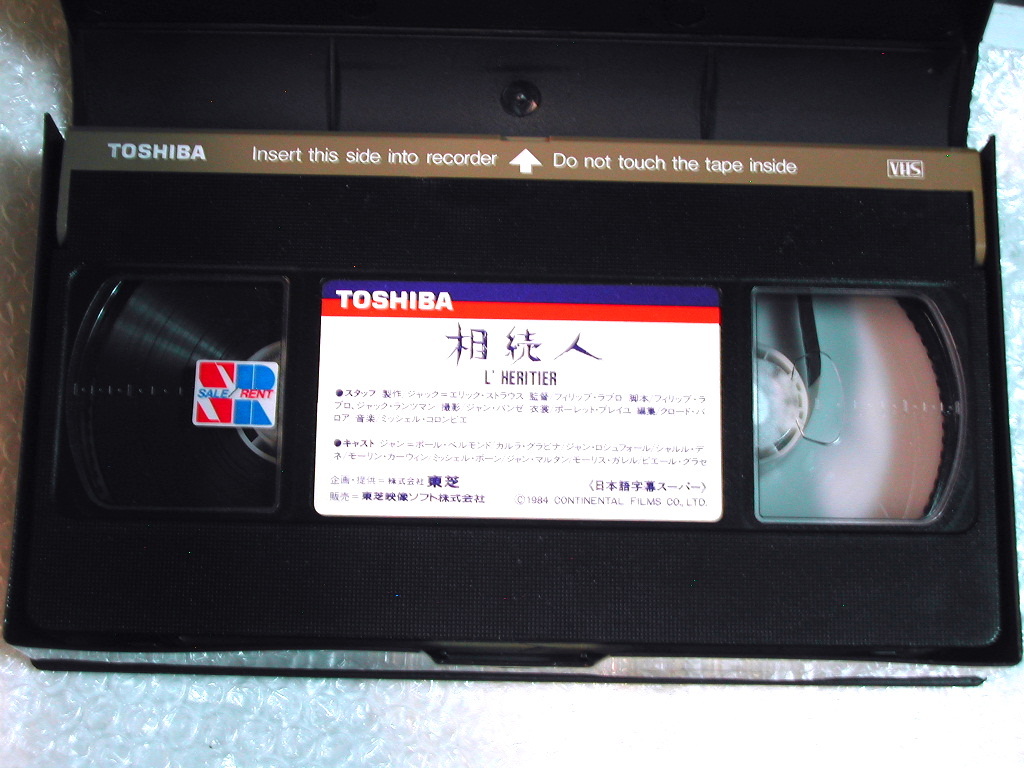 TOSHIBA Insert this side into recorder Do not touch the tape inside VHS
TOSHIBA
相続人
L' HERITIER
●スタッフ 製作 ジャック=エリック・ストラウス 監督 フィリップ・ラブロ 脚本/フィリップ・ラ
ブロ、ジャック・ランツマン 撮影/ジャン・パンゼ 衣裳 ポーレット・ブレイユ 編集/クロード・バ
ロア 音楽 ミッシェル・コロンビエ
●キャスト ジャン=ポール・ベルモンド/カルラ・グラビナ/ジャン・ロシュフォール/シャルル・デ
ネ/モーリン・カーウィン/ミッシェル・ボーン/ジャン・マルタン/モーリス・ガレル/ピエール・グラセ
企画・提供=株式会社 東芝 《日本語字幕スーパー》
販売=東芝映像ソフト株式会社 ©1984 CONTINENTAL FILMS CO., LTD.
SALE/RENT